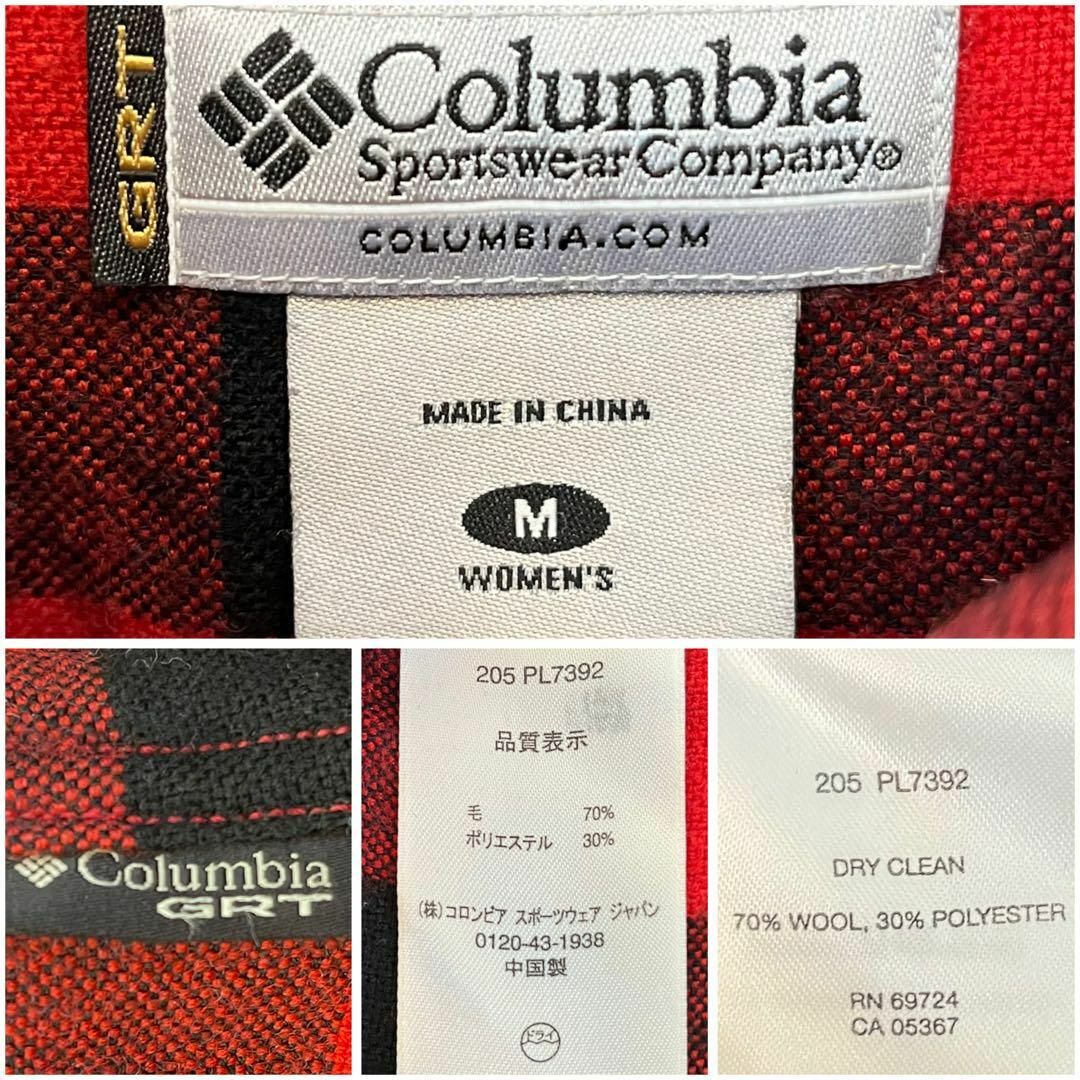 GRT
Columbia
Sportswear Company®
COLUMBIA.COM
MADE IN CHINA
M
WOMEN'S
Columbia
GRT
205 PL7392
品質表示
毛 70%
ポリエステル 30%
(株)コロンビア スポーツウェア ジャパン
0120-43-1938
中国製
ドライ
205 PL7392
DRY CLEAN
70% WOOL, 30% POLYESTER
RN 69724
CA 05367